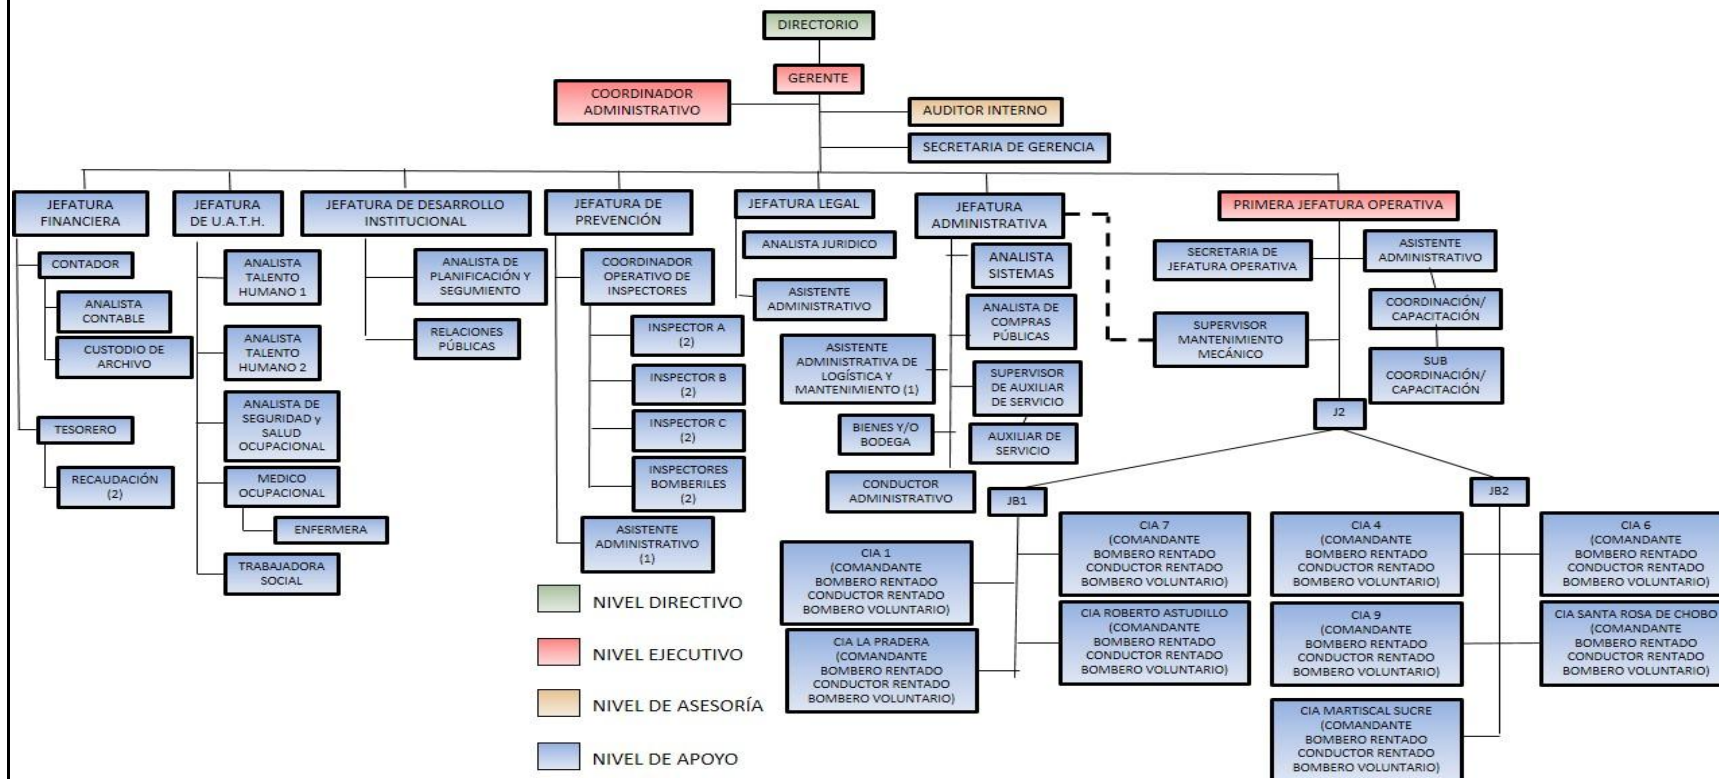 DIRECTORIO
GERENTE
COORDINADOR
ADMINISTRATIVO
AUDITOR INTERNO
SECRETARIA DE GERENCIA
JEFATURA
FINANCIERA
CONTADOR
ANALISTA
CONTABLE
CUSTODIO DE
ARCHIVO
TESORERO
RECAUDACIÓN
(2)
JEFATURA
DE U.A.T.H.
ANALISTA
TALENTO
HUMANO 1
ANALISTA
TALENTO
HUMANO 2
ANALISTA DE
SEGURIDAD y
SALUD
OCUPACIONAL
MEDICO
OCUPACIONAL
ENFERMERA
TRABAJADORA
SOCIAL
JEFATURA DE DESARROLLO
INSTITUCIONAL
ANALISTA DE
PLANIFICACIÓN Y
SEGUMIENTO
RELACIONES
PÚBLICAS
JEFATURA DE
PREVENCIÓN
COORDINADOR
OPERATIVO DE
INSPECTORES
INSPECTOR A
(2)
INSPECTOR B
(2)
INSPECTOR C
(2)
INSPECTORES
BOMBERILES
(2)
ASISTENTE
ADMINISTRATIVO
(1)
JEFATURA LEGAL
ANALISTA JURIDICO
ASISTENTE
ADMINISTRATIVO
JEFATURA
ADMINISTRATIVA
ANALISTA
SISTEMAS
ANALISTA DE
COMPRAS
PÚBLICAS
ASISTENTE
ADMINISTRATIVA DE
LOGÍSTICA Y
MANTENIMIENTO (1)
SUPERVISOR
DE AUXILIAR
DE SERVICIO
BIENES Y/O
BODEGA
AUXILIAR DE
SERVICIO
CONDUCTOR
ADMINISTRATIVO
PRIMERA JEFATURA OPERATIVA
SECRETARIA DE
JEFATURA OPERATIVA
ASISTENTE
ADMINISTRATIVO
COORDINACIÓN/
CAPACITACIÓN
SUPERVISOR
MANTENIMIENTO
MECÁNICO
SUB
COORDINACIÓN/
CAPACITACIÓN
J2
JB1
CIA 1
(COMANDANTE
BOMBERO RENTADO
CONDUCTOR RENTADO
BOMBERO VOLUNTARIO)
CIA 7
(COMANDANTE
BOMBERO RENTADO
CONDUCTOR RENTADO
BOMBERO VOLUNTARIO)
CIA LA PRADERA
(COMANDANTE
BOMBERO RENTADO
CONDUCTOR RENTADO
BOMBERO VOLUNTARIO)
CIA ROBERTO ASTUDILLO
(COMANDANTE
BOMBERO RENTADO
CONDUCTOR RENTADO
BOMBERO VOLUNTARIO)
JB2
CIA 4
(COMANDANTE
BOMBERO RENTADO
CONDUCTOR RENTADO
BOMBERO VOLUNTARIO)
CIA 6
(COMANDANTE
BOMBERO RENTADO
CONDUCTOR RENTADO
BOMBERO VOLUNTARIO)
CIA 9
(COMANDANTE
BOMBERO RENTADO
CONDUCTOR RENTADO
BOMBERO VOLUNTARIO)
CIA SANTA ROSA DE CHOBO
(COMANDANTE
BOMBERO RENTADO
CONDUCTOR RENTADO
BOMBERO VOLUNTARIO)
CIA MARTISCAL SUCRE
(COMANDANTE
BOMBERO RENTADO
CONDUCTOR RENTADO
BOMBERO VOLUNTARIO)
NIVEL DIRECTIVO
NIVEL EJECUTIVO
NIVEL DE ASESORÍA
NIVEL DE APOYO